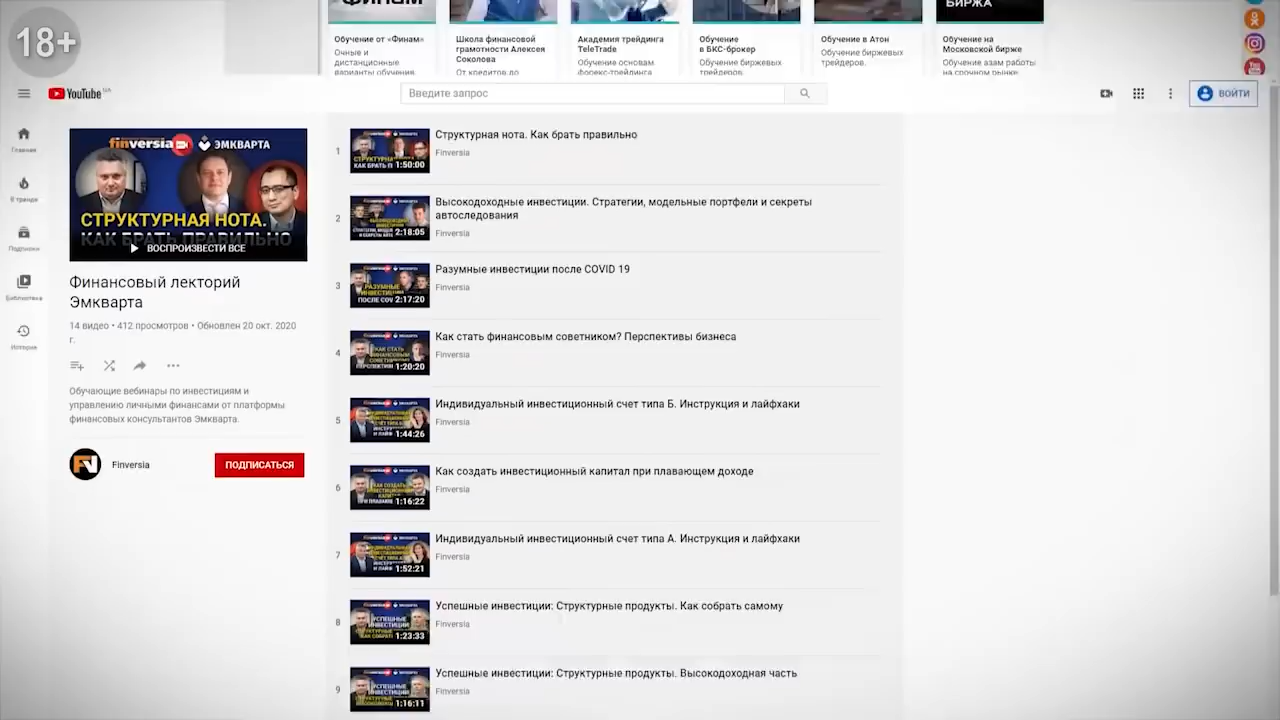 18+
БИРЖА
Обучение от «Финам»
Очные и
дистанционные
варианты обучения.
Школа финансовой
грамотности Алексея
Соколова
От кредитов до
Академия трейдинга
TeleTrade
Обучение основам
форекс-трейдинга
Обучение
в БКС-брокер
Обучение биржевых
трейдеров.
Обучение в Атон
Обучение биржевых
трейдеров.
Обучение на
Московской бирже
Обучение азам работы
на срочном рынке.
YouTube
Введите запрос
ВОЙТИ
Главная
В тренде
Подписки
Библиотека
История
finversia ЭМКВАРТА
СТРУКТУРНАЯ НОТА.
КАК БРАТЬ ПРАВИЛЬНО
ВОСПРОИЗВЕСТИ ВСЕ
Финансовый лекторий
Эмкварта
14 видео • 412 просмотров • Обновлен 20 окт. 2020
г.
Обучающие вебинары по инвестициям и
управлению личными финансами от платформы
финансовых консультантов Эмкварта.
Finversia
ПОДПИСАТЬСЯ
1
1:50:00
Структурная нота. Как брать правильно
Finversia
2
2:18:05
Высокодоходные инвестиции. Стратегии, модельные портфели и секреты
автоследования
Finversia
3
2:17:20
Разумные инвестиции после COVID 19
Finversia
4
1:20:20
Как стать финансовым советником? Перспективы бизнеса
Finversia
5
1:44:26
Индивидуальный инвестиционный счет типа Б. Инструкция и лайфхаки
Finversia
6
1:16:22
Как создать инвестиционный капитал при плавающем доходе
Finversia
7
1:52:21
Индивидуальный инвестиционный счет типа А. Инструкция и лайфхаки
Finversia
8
1:23:33
Успешные инвестиции: Структурные продукты. Как собрать самому
Finversia
9
1:16:11
Успешные инвестиции: Структурные продукты. Высокодоходная часть
Finversia